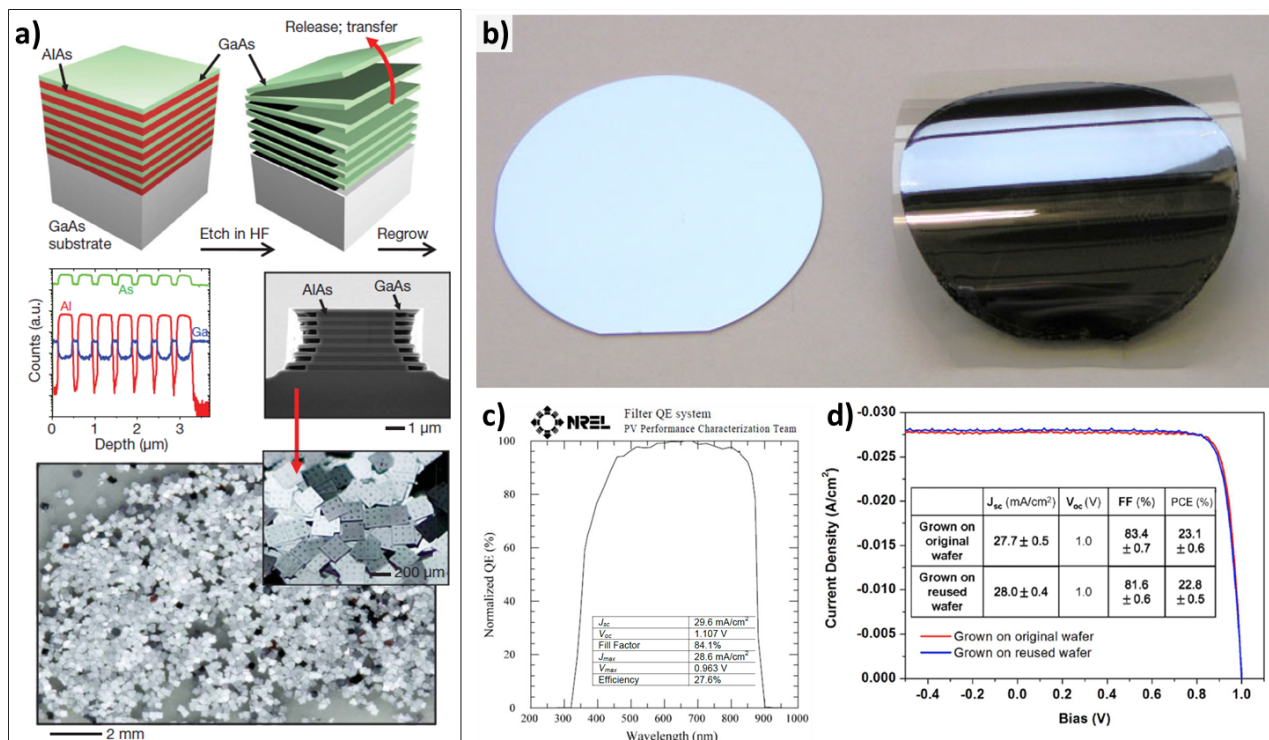 a)
Release; transfer
AlAs
GaAs
GaAs
substrate
Etch in HF
Regrow
Counts (a.u.)
As
Al
Ga
0
1
2
3
Depth (µm)
AlAs
GaAs
1 µm
200 µm
2 mm
b)
c)
NREL
Filter QE system
PV Performance Characterization Team
Normalized QE (%)
100
80
60
40
20
0
Jsc 29.6 mA/cm²
Voc 1.107 V
Fill Factor 84.1%
Jmax 28.6 mA/cm²
Vmax 0.963 V
Efficiency 27.6%
200 300 400 500 600 700 800 900 1000
Wavelength (nm)
d)
Current Density (A/cm²)
-0.030
-0.025
-0.020
-0.015
-0.010
-0.005
0.000
Jsc (mA/cm²) Voc (V) FF (%) PCE (%)
Grown on original wafer 27.7 ± 0.5 1.0 83.4 ± 0.7 23.1 ± 0.6
Grown on reused wafer 28.0 ± 0.4 1.0 81.6 ± 0.6 22.8 ± 0.5
Grown on original wafer
Grown on reused wafer
-0.4 -0.2 0.0 0.2 0.4 0.6 0.8 1.0
Bias (V)